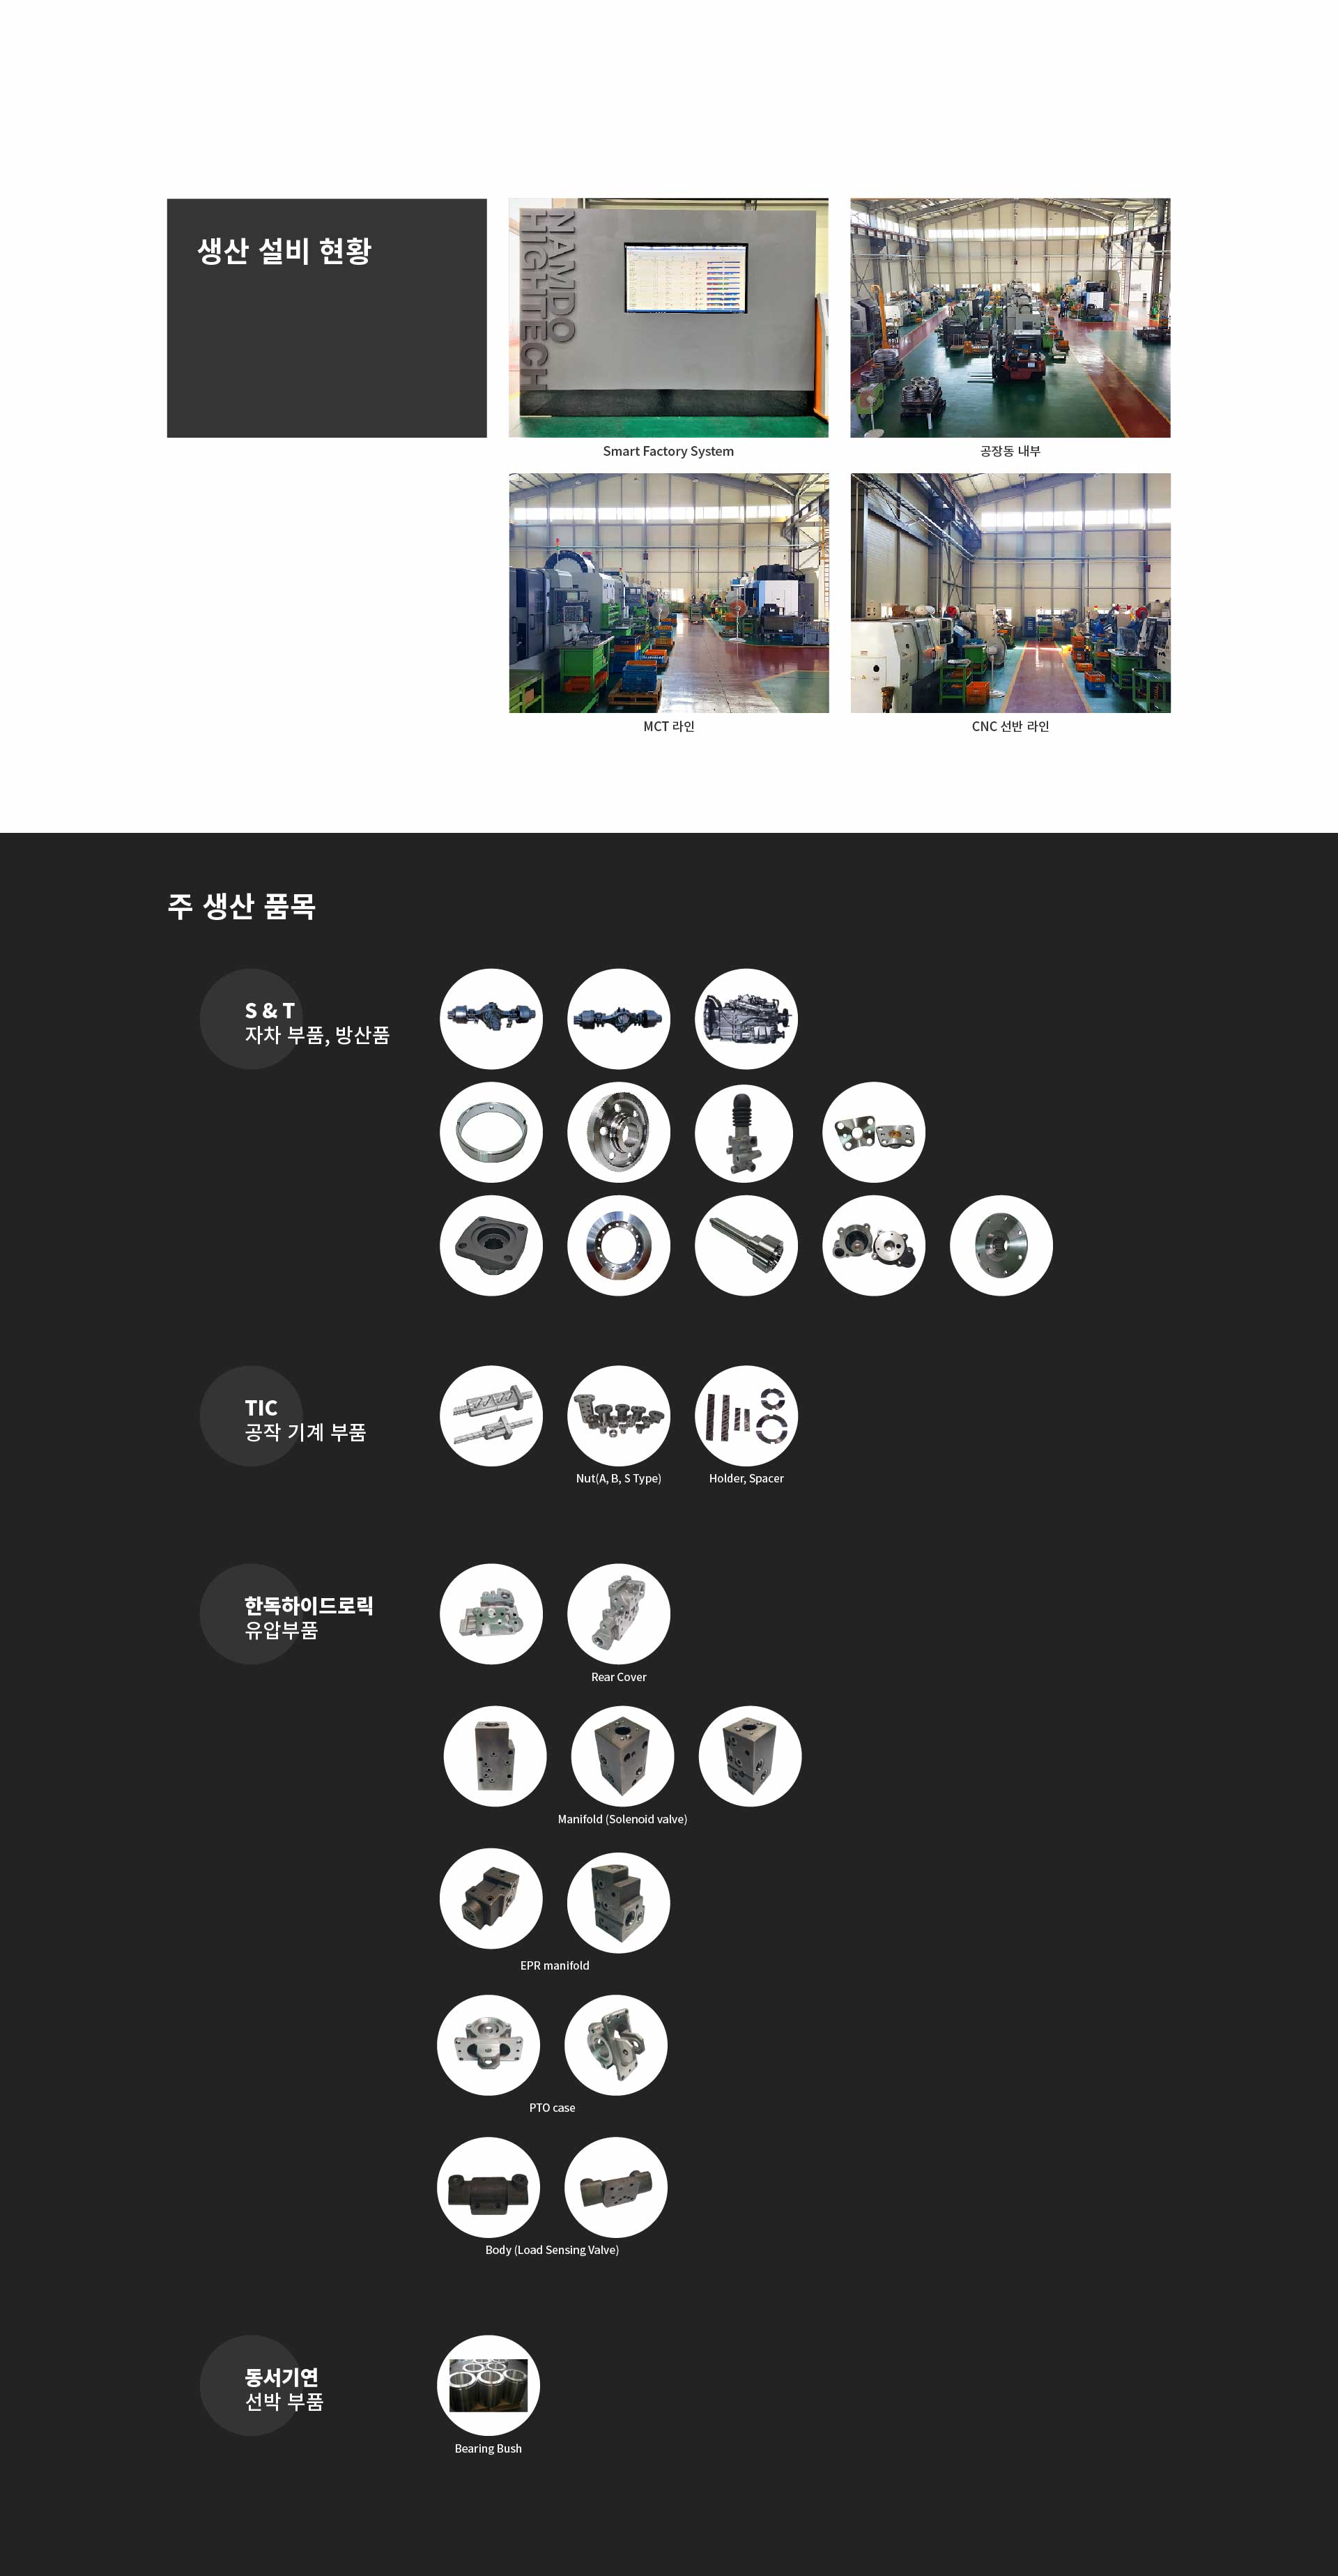 생산 설비 현황
NAMDO
HIGHTECH
Smart Factory System
공장동 내부
MCT 라인
CNC 선반 라인
주 생산 품목
S & T
자차 부품, 방산품
TIC
공작 기계 부품
Nut(A, B, S Type)
Holder, Spacer
한독하이드로릭
유압부품
Rear Cover
Manifold (Solenoid valve)
EPR manifold
PTO case
Body (Load Sensing Valve)
동서기연
선박 부품
Bearing Bush